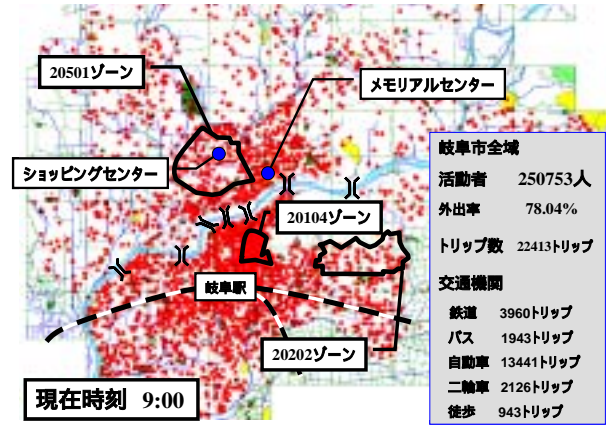 20501ゾーン
メモリアルセンター
ショッピングセンター
20104ゾーン
岐阜駅
20202ゾーン
現在時刻 9:00
岐阜市全域
活動者 250753人
外出率 78.04%
トリップ数 22413トリップ
交通機関
鉄道 3960トリップ
バス 1943トリップ
自動車 13441トリップ
二輪車 2126トリップ
徒歩 943トリップ